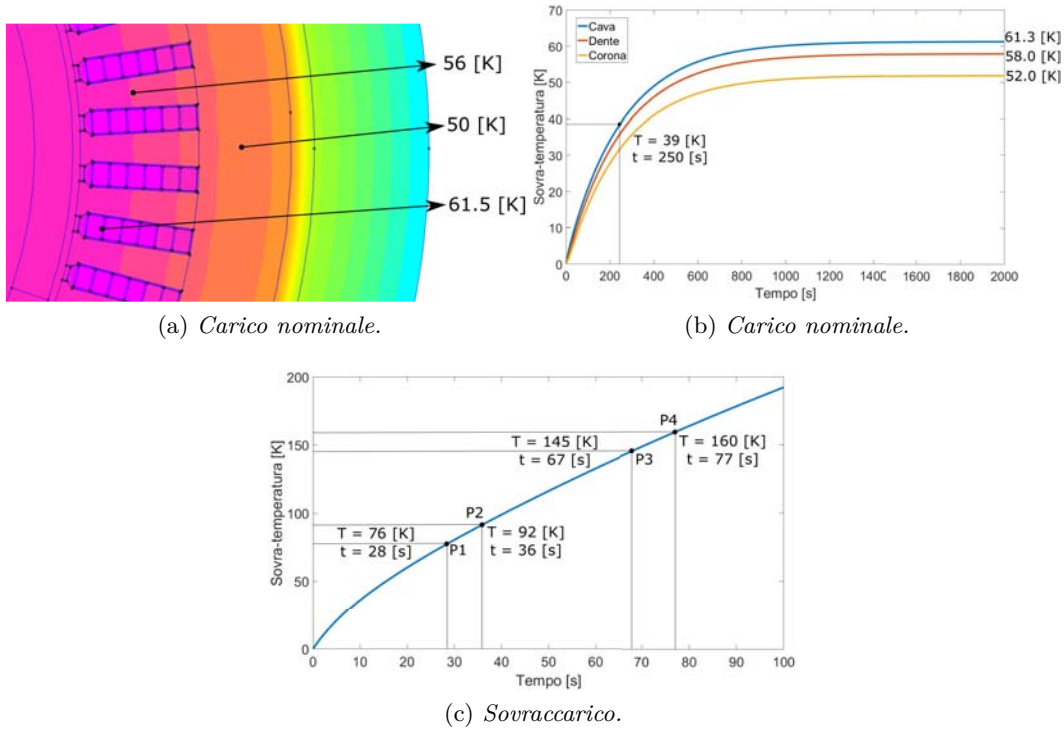 56 [K]
50 [K]
61.5 [K]
(a) Carico nominale.
Sovra-temperatura [K]
70
60
50
40
30
20
10
0
Cava
Dente
Corona
61.3 [K]
58.0 [K]
52.0 [K]
T = 39 [K]
t = 250 [s]
0 200 400 600 800 1000 1200 1400 1600 1800 2000
Tempo [s]
(b) Carico nominale.
Sovra-temperatura [K]
200
150
100
50
0
P4
T = 145 [K]
t = 67 [s]
P3
T = 160 [K]
t = 77 [s]
P2
T = 76 [K]
t = 28 [s]
P1
T = 92 [K]
t = 36 [s]
0 10 20 30 40 50 60 70 80 90 100
Tempo [s]
(c) Sovraccarico.